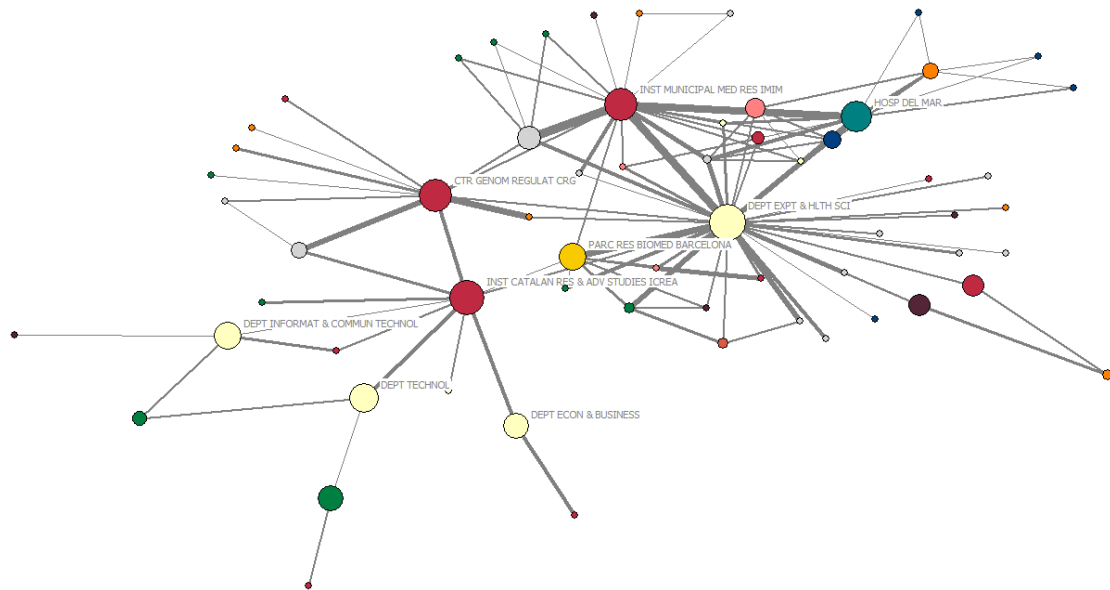 INST MUNICIPAL MED RES IMIM
HOSP DEL MAR
CTR GENOM REGULAT CRG
DEPT EXPT & HLTH SCI
PARC RES BIOMED BARCELONA
INST CATALAN RES & ADV STUDIES ICREA
DEPT INFORMAT & COMMUN TECHNOL
DEPT TECHNOL
DEPT ECON & BUSINESS